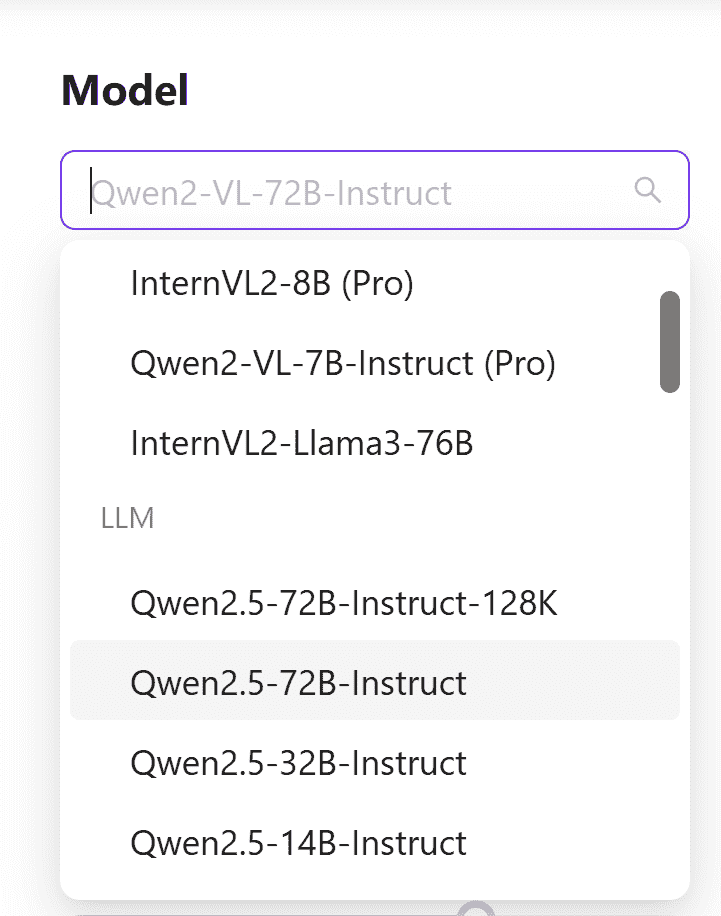 Model
Qwen2-VL-72B-Instruct
InternVL2-8B (Pro)
Qwen2-VL-7B-Instruct (Pro)
InternVL2-Llama3-76B
LLM
Qwen2.5-72B-Instruct-128K
Qwen2.5-72B-Instruct
Qwen2.5-32B-Instruct
Qwen2.5-14B-Instruct